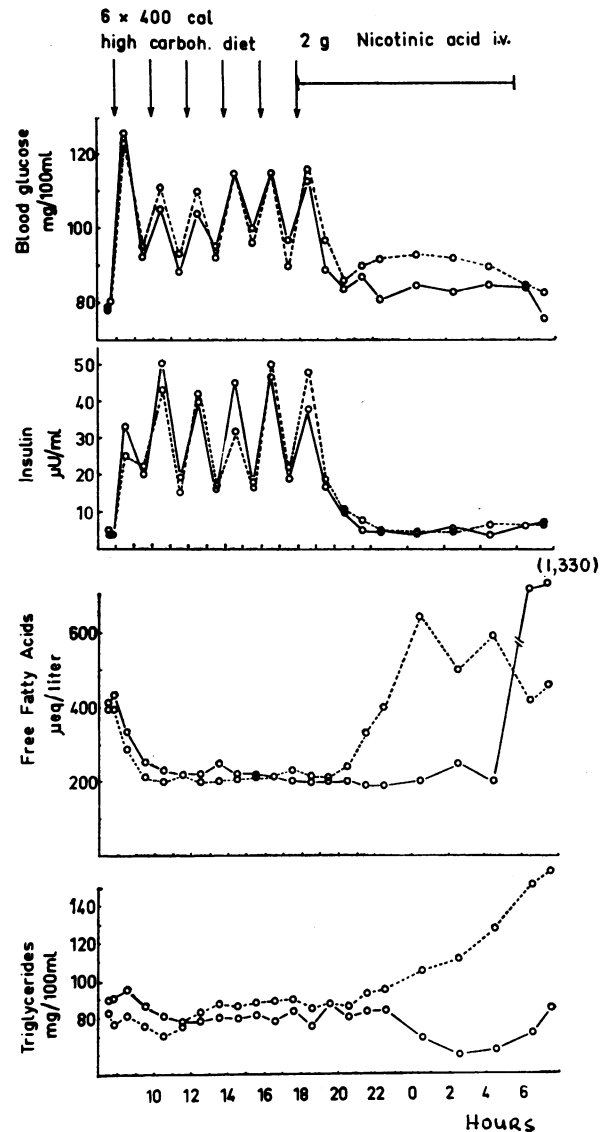 6 × 400 cal
high carboh. diet
2 g Nicotinic acid i.v.
Blood glucose
mg/100ml
120
100
80
Insulin
µU/ml
50
40
30
20
10
(1,330)
Free Fatty Acids
µeq/liter
600
400
200
Triglycerides
mg/100ml
140
120
100
80
10 12 14 16 18 20 22 0 2 4 6
HOURS